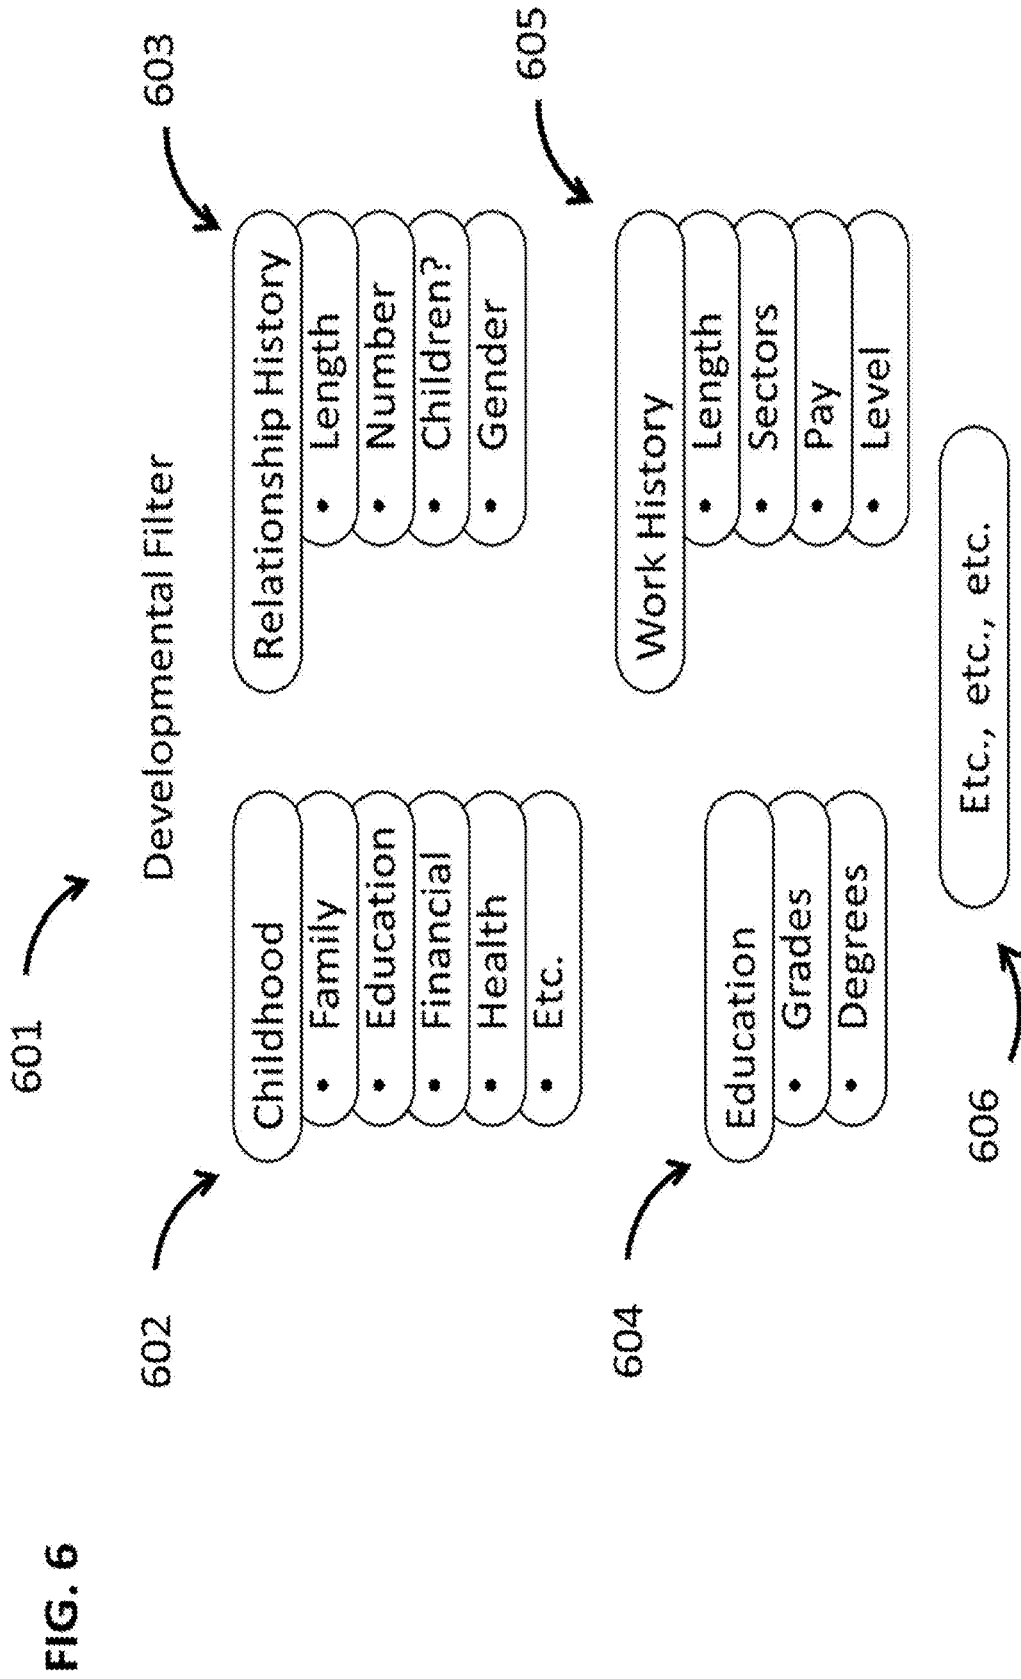 FIG. 6
601
Developmental Filter
602
Childhood
• Family
• Education
• Financial
• Health
• Etc.
603
Relationship History
• Length
• Number
• Children?
• Gender
604
Education
• Grades
• Degrees
605
Work History
• Length
• Sectors
• Pay
• Level
606
Etc., etc., etc.